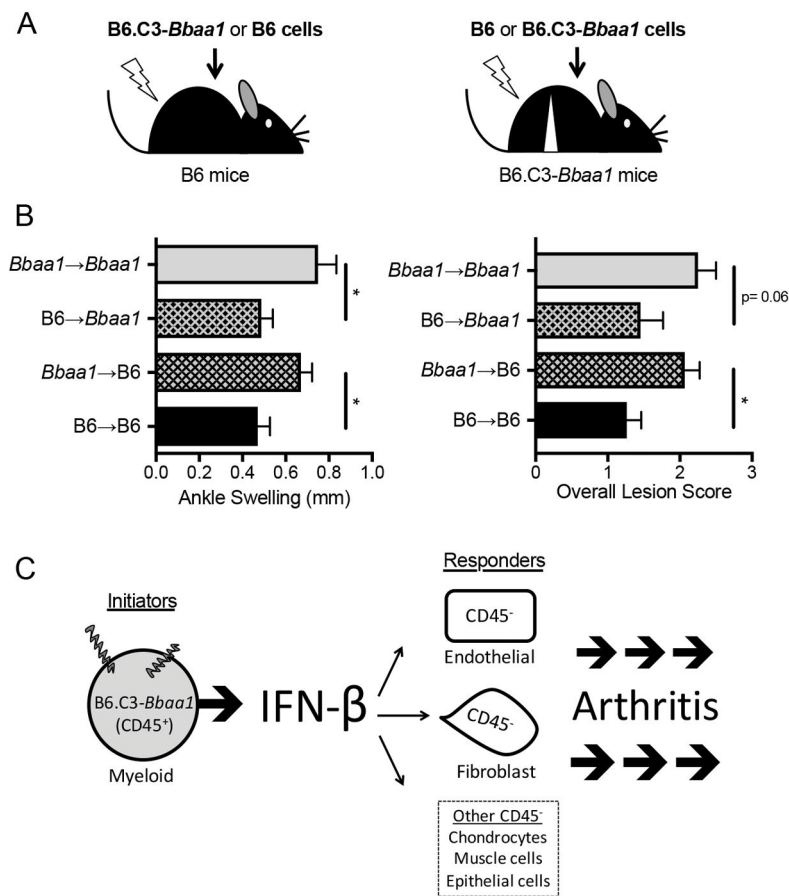 A
B6.C3-Bbaa1 or B6 cells
B6 mice
B6 or B6.C3-Bbaa1 cells
B6.C3-Bbaa1 mice
B
Bbaa1→Bbaa1
B6→Bbaa1
Bbaa1→B6
B6→B6
*
*
0.0 0.2 0.4 0.6 0.8 1.0
Ankle Swelling (mm)
Bbaa1→Bbaa1
B6→Bbaa1
Bbaa1→B6
B6→B6
p= 0.06
*
0 1 2 3
Overall Lesion Score
C
Initiators
B6.C3-Bbaa1
(CD45⁺)
Myeloid
IFN-β
Responders
CD45⁻
Endothelial
CD45⁻
Fibroblast
Other CD45⁻
Chondrocytes
Muscle cells
Epithelial cells
Arthritis